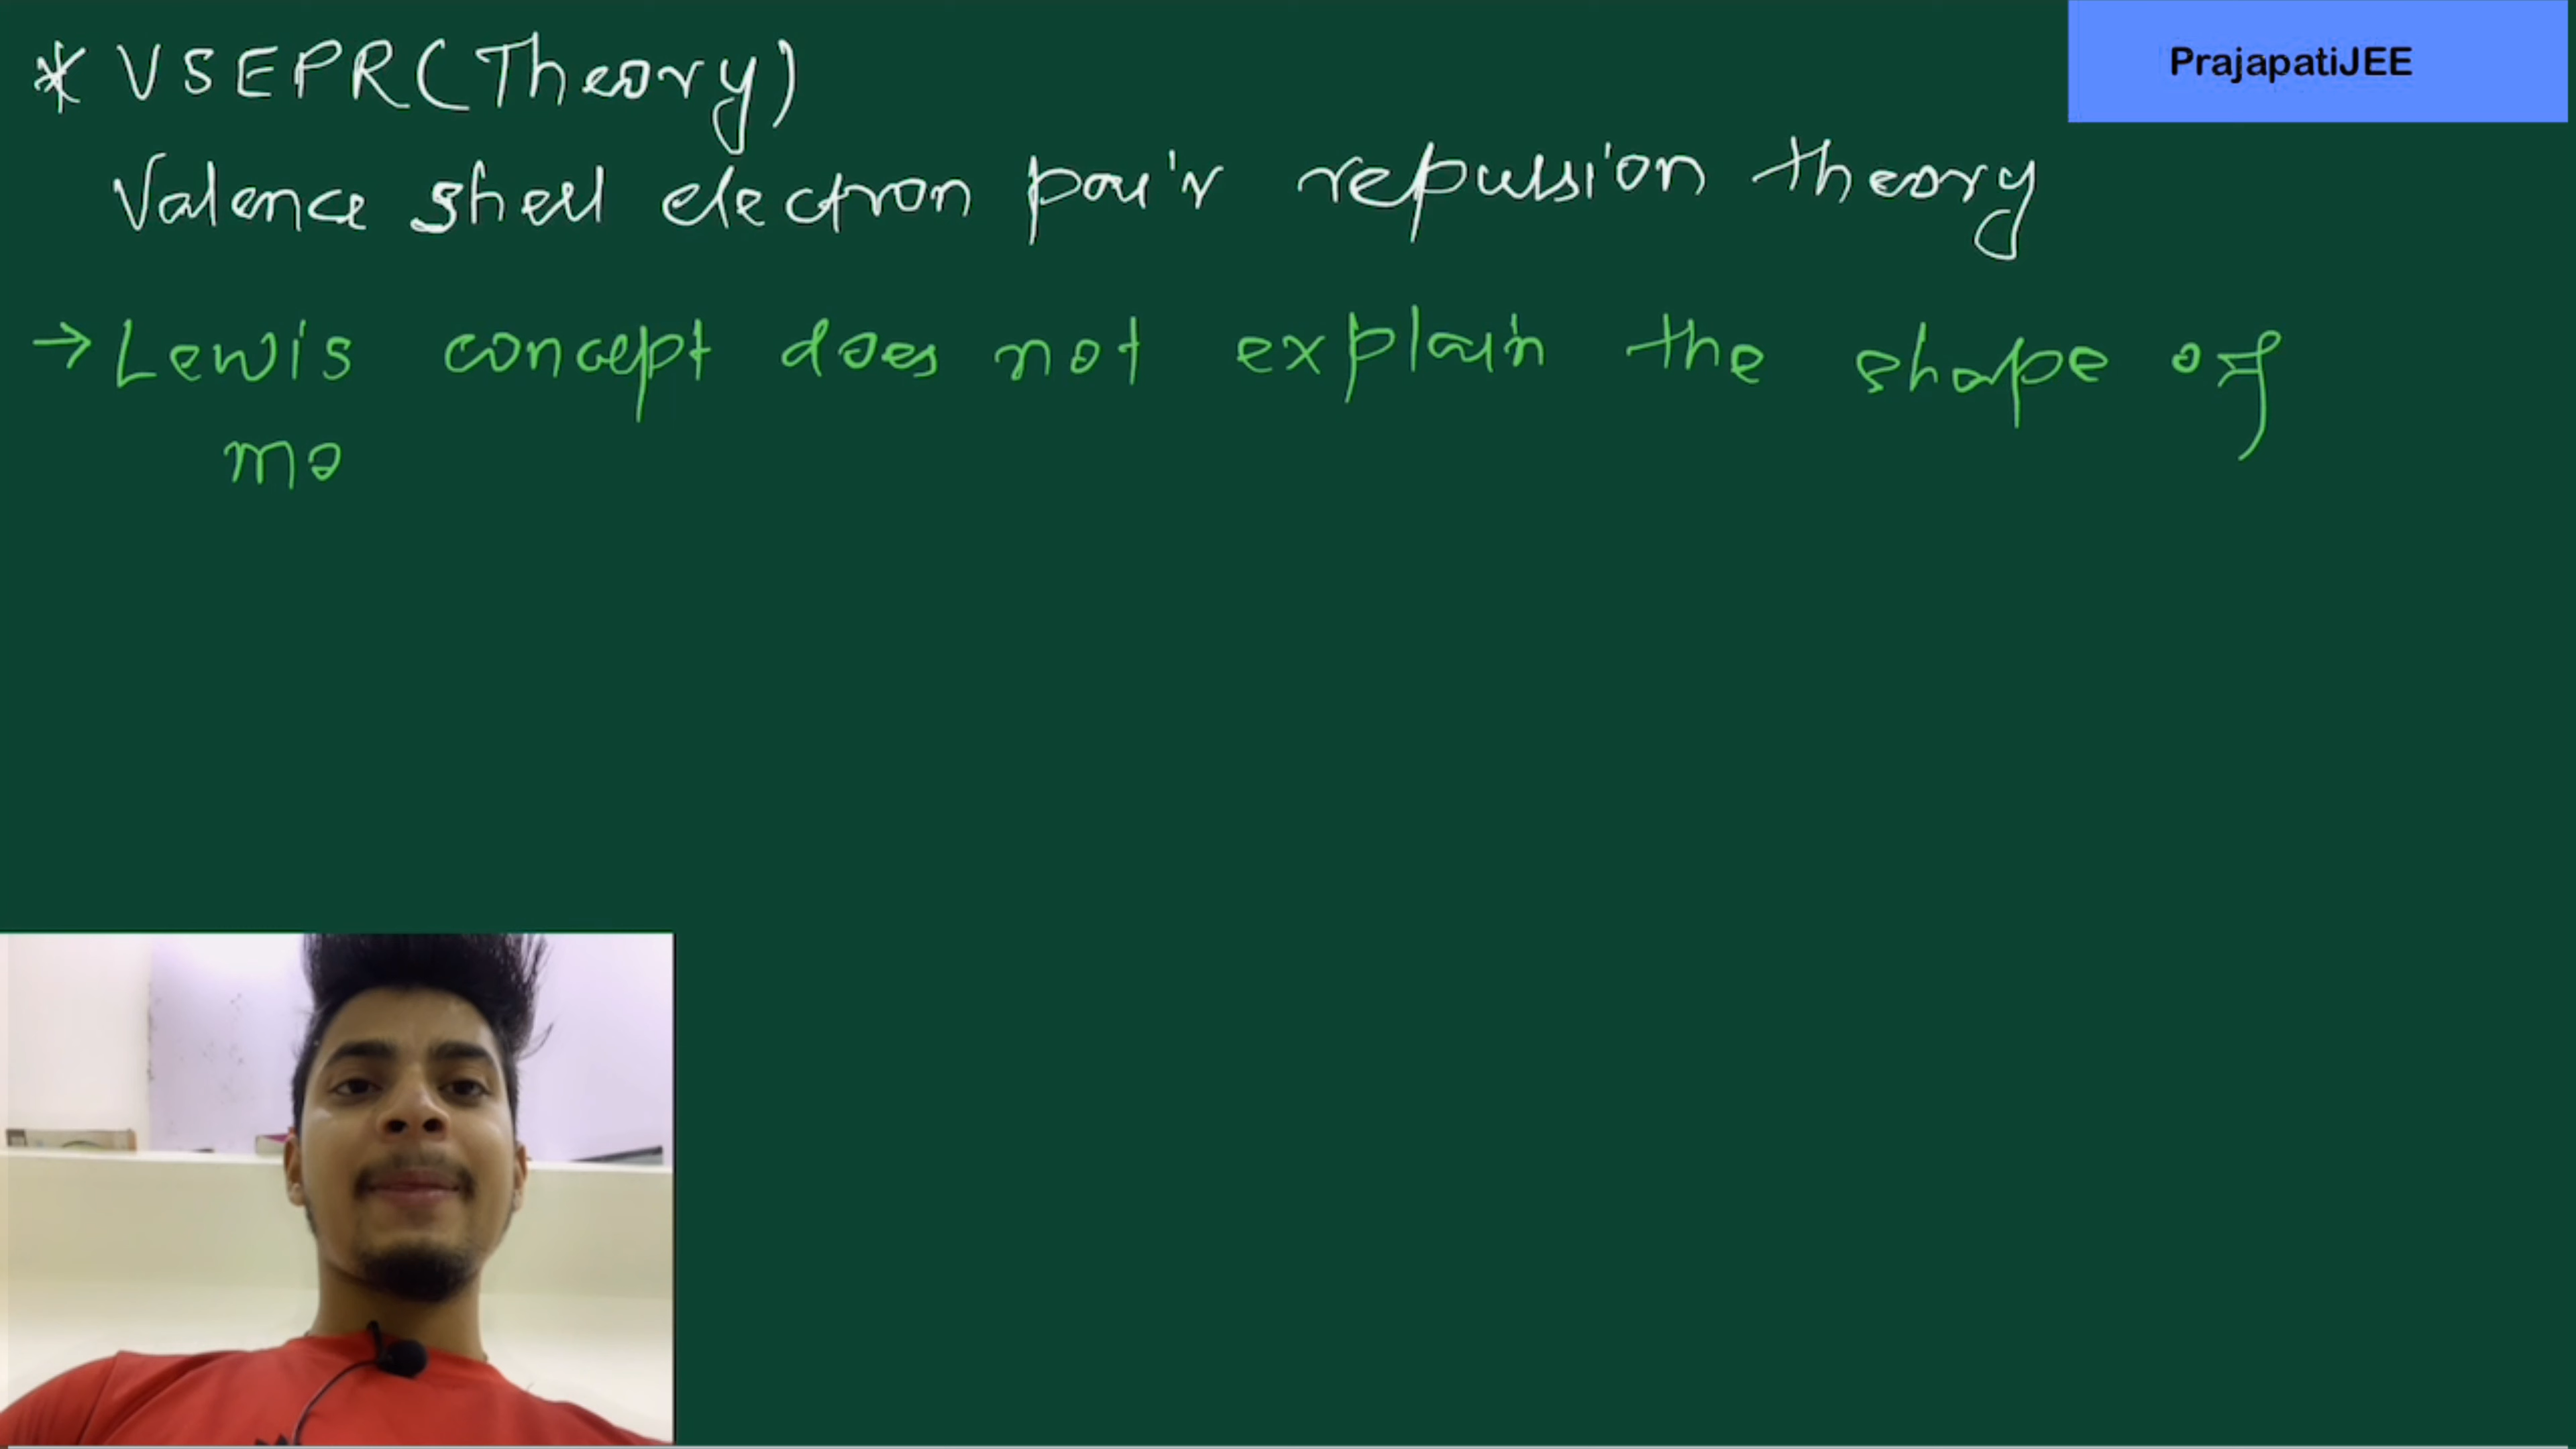 * VSEPR (Theory)
PrajapatiJEE
Valence shell electron pair repulsion theory
→ Lewis concept does not explain the shape of
mo